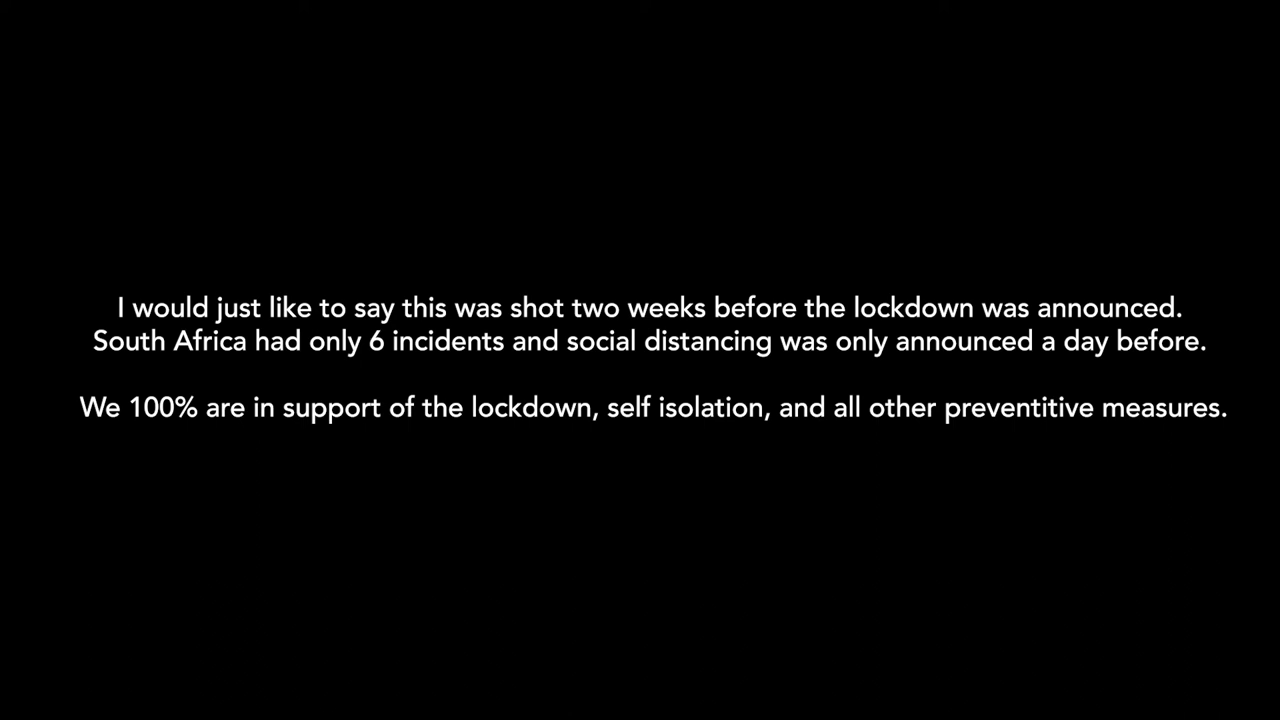 I would just like to say this was shot two weeks before the lockdown was announced.
South Africa had only 6 incidents and social distancing was only announced a day before.
We 100% are in support of the lockdown, self isolation, and all other preventitive measures.